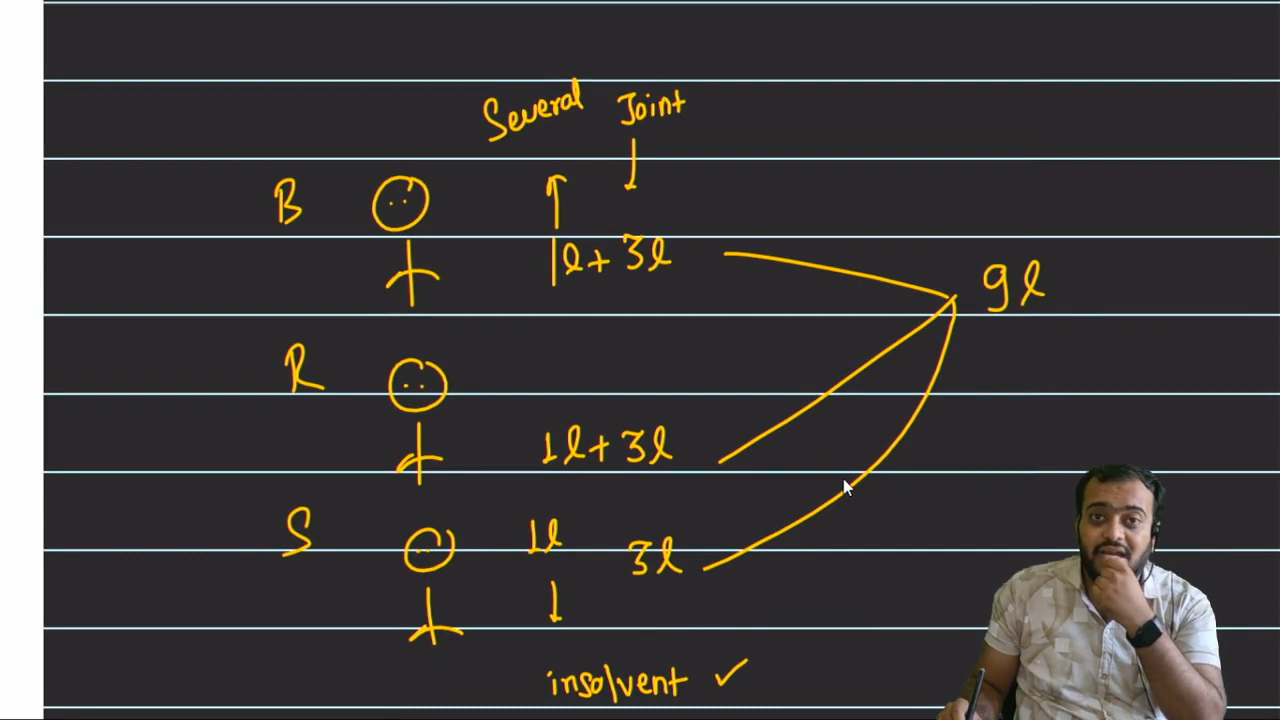 Several Joint
B
1l + 3l
9l
R
1l + 3l
S
1l 3l
insolvent ✓